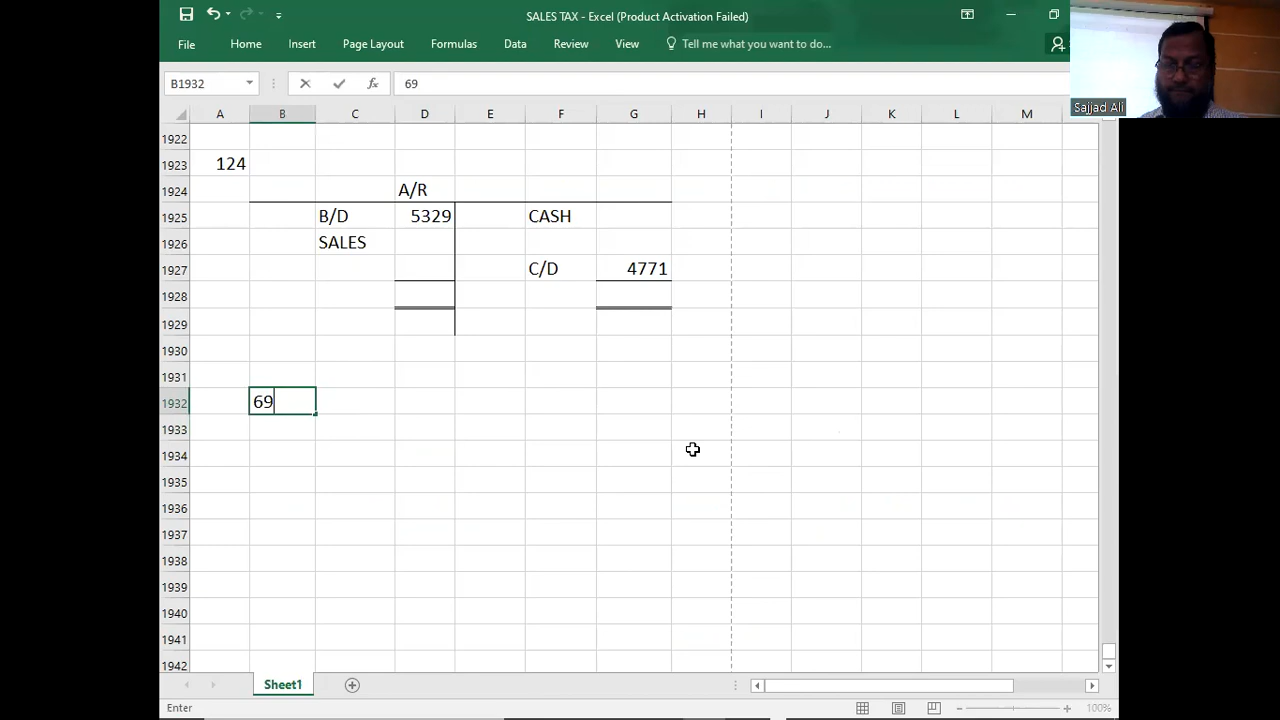 SALES TAX - Excel (Product Activation Failed)
File Home Insert Page Layout Formulas Data Review View Tell me what you want to do...
B1932 fx 69
Sajjad Ali
A B C D E F G H I J K L M
1922
1923 124
1924 A/R
1925 B/D 5329 CASH
1926 SALES
1927 C/D 4771
1928
1929
1930
1931
1932 69
1933
1934
1935
1936
1937
1938
1939
1940
1941
1942
Sheet1
Enter 100%